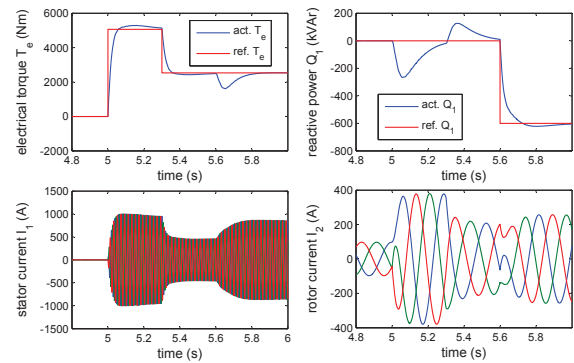 electrical torque T_e (Nm)
6000
4000
2000
0
4.8 5 5.2 5.4 5.6 5.8
time (s)
act. T_e
ref. T_e
reactive power Q_1 (kVAr)
200
0
-200
-400
-600
-800
4.8 5 5.2 5.4 5.6 5.8
time (s)
act. Q_1
ref. Q_1
stator current I_1 (A)
1500
1000
500
0
-500
-1000
-1500
4.8 5 5.2 5.4 5.6 5.8 6
time (s)
rotor current I_2 (A)
400
200
0
-200
-400
4.8 5 5.2 5.4 5.6 5.8
time (s)